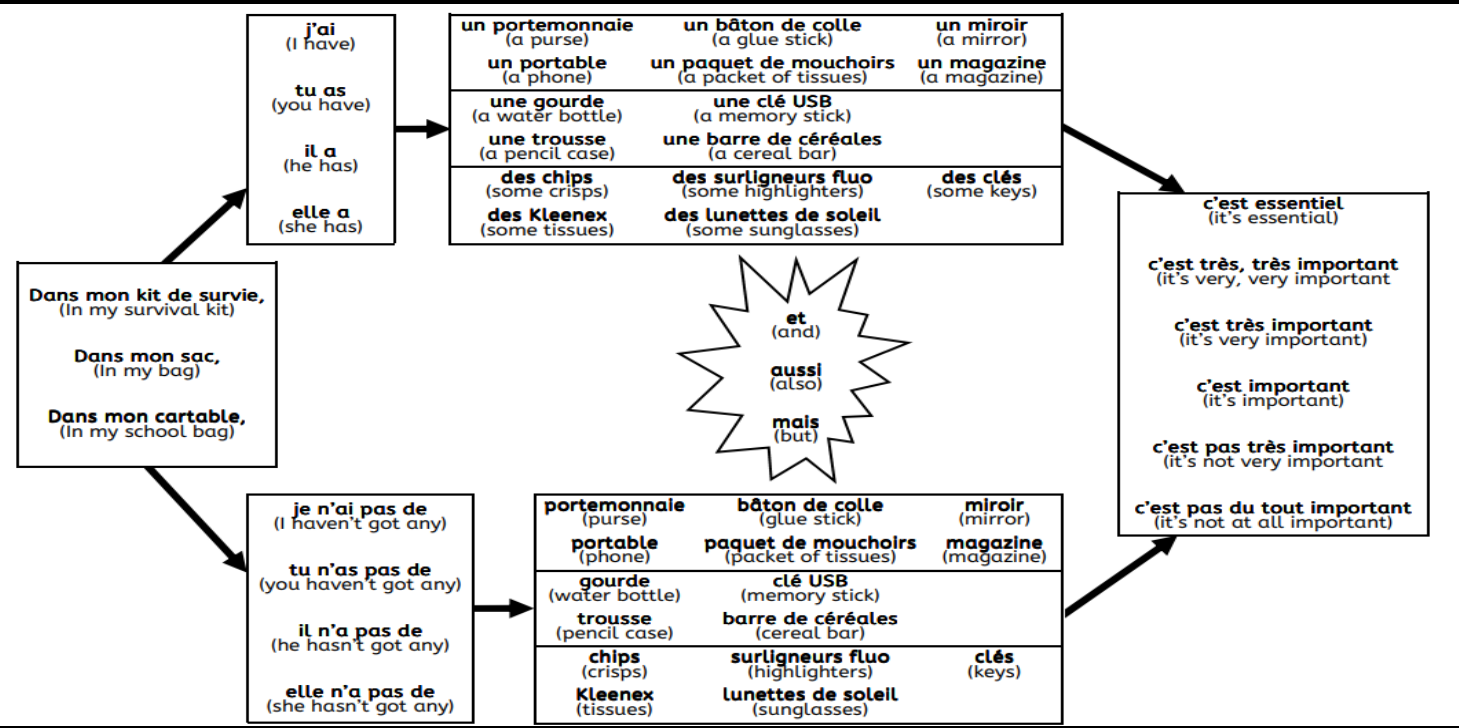 j'ai
(I have)
tu as
(you have)
il a
(he has)
elle a
(she has)
un portemonnaie un bâton de colle un miroir
(a purse) (a glue stick) (a mirror)
un portable un paquet de mouchoirs un magazine
(a phone) (a packet of tissues) (a magazine)
une gourde une clé USB
(a water bottle) (a memory stick)
une trousse une barre de céréales
(a pencil case) (a cereal bar)
des chips des surligneurs fluo des clés
(some crisps) (some highlighters) (some keys)
des Kleenex des lunettes de soleil
(some tissues) (some sunglasses)
Dans mon kit de survie,
(In my survival kit)
Dans mon sac,
(In my bag)
Dans mon cartable,
(In my school bag)
et
(and)
aussi
(also)
mais
(but)
c'est essentiel
(it's essential)
c'est très, très important
(it's very, very important
c'est très important
(it's very important)
c'est important
(it's important)
c'est pas très important
(it's not very important
c'est pas du tout important
(it's not at all important)
je n'ai pas de
(I haven't got any)
tu n'as pas de
(you haven't got any)
il n'a pas de
(he hasn't got any)
elle n'a pas de
(she hasn't got any)
portemonnaie bâton de colle miroir
(purse) (glue stick) (mirror)
portable paquet de mouchoirs magazine
(phone) (packet of tissues) (magazine)
gourde clé USB
(water bottle) (memory stick)
trousse barre de céréales
(pencil case) (cereal bar)
chips surligneurs fluo clés
(crisps) (highlighters) (keys)
Kleenex lunettes de soleil
(tissues) (sunglasses)